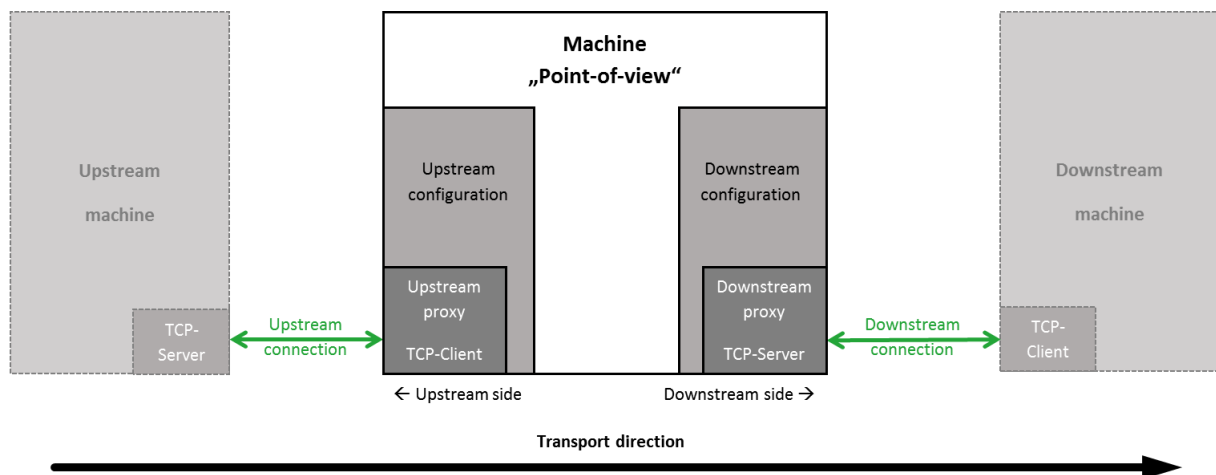 Machine
„Point-of-view“
Upstream
machine
Upstream
configuration
Downstream
configuration
Downstream
machine
Upstream
proxy
TCP-Client
Downstream
proxy
TCP-Server
TCP-
Server
Upstream
connection
Downstream
connection
TCP-
Client
← Upstream side
Downstream side →
Transport direction